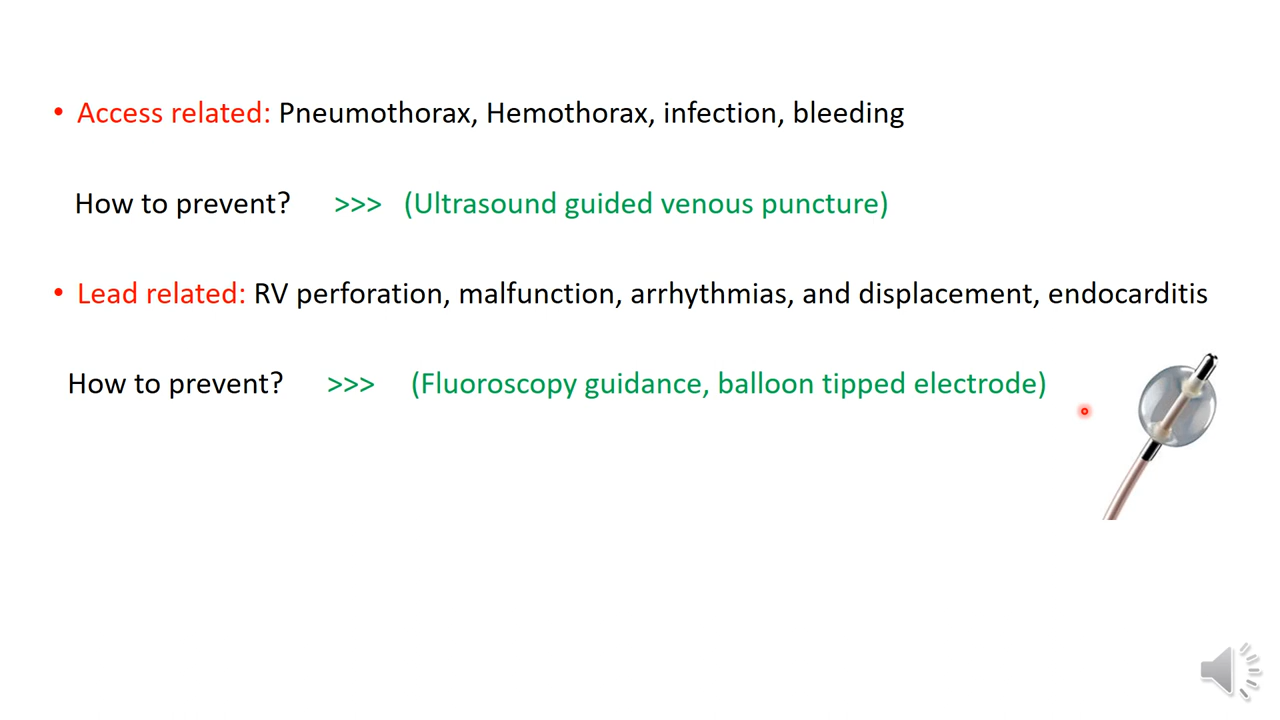 • Access related: Pneumothorax, Hemothorax, infection, bleeding
How to prevent? >>> (Ultrasound guided venous puncture)
• Lead related: RV perforation, malfunction, arrhythmias, and displacement, endocarditis
How to prevent? >>> (Fluoroscopy guidance, balloon tipped electrode)